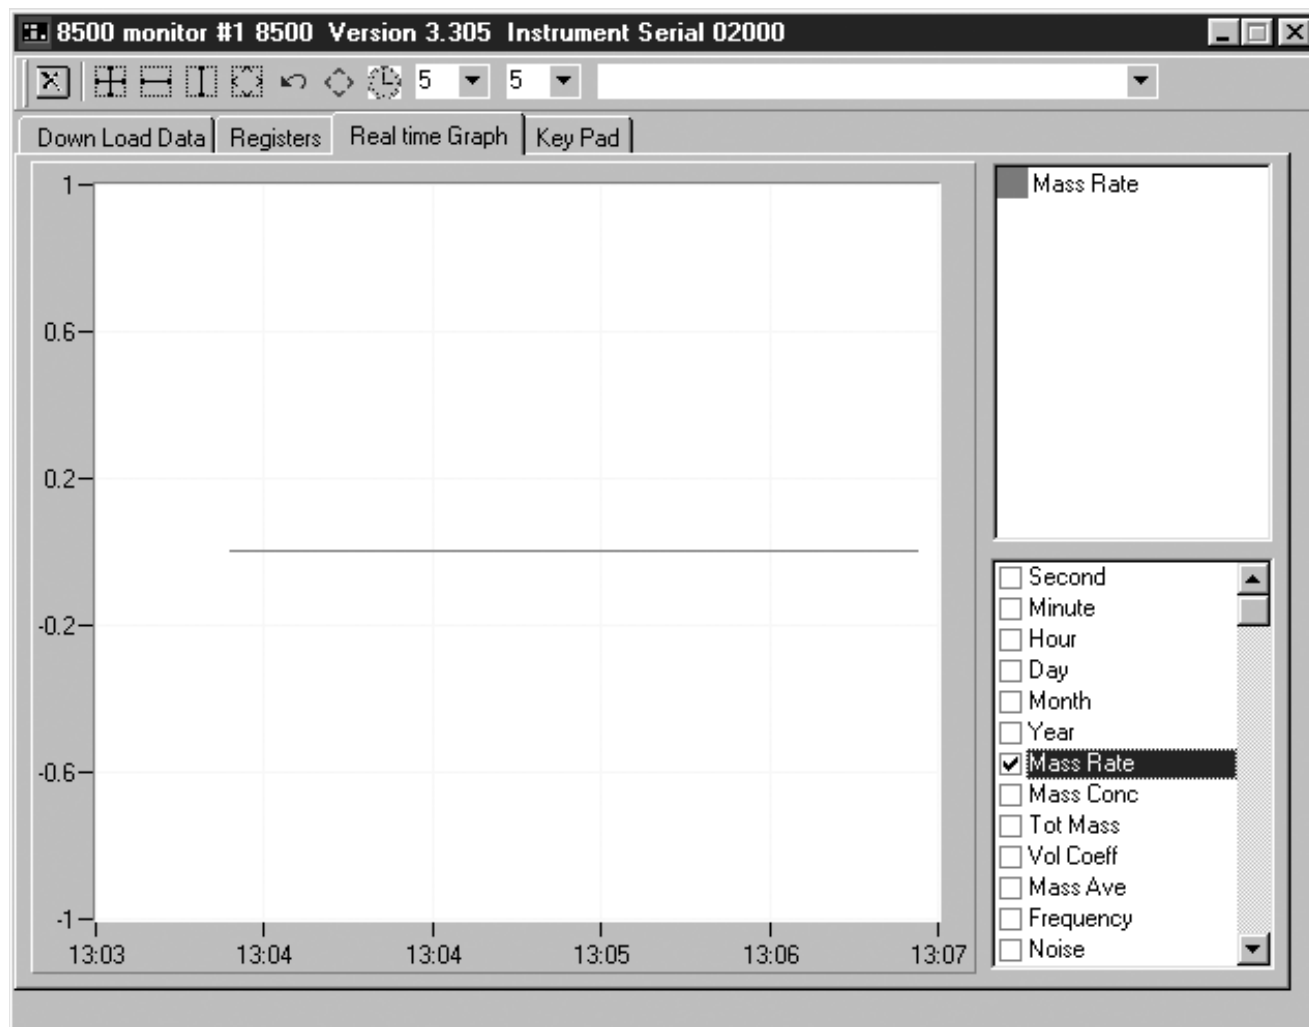 8500 monitor #1 8500 Version 3.305 Instrument Serial 02000
5 5
Down Load Data Registers Real time Graph Key Pad
1
0.6
0.2
-0.2
-0.6
-1
13:03 13:04 13:04 13:05 13:06 13:07
Mass Rate
Second
Minute
Hour
Day
Month
Year
Mass Rate
Mass Conc
Tot Mass
Vol Coeff
Mass Ave
Frequency
Noise